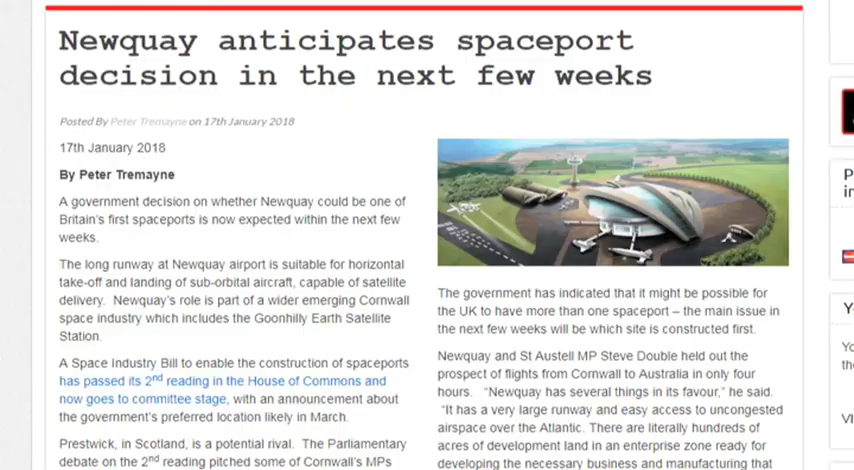 Newquay anticipates spaceport
decision in the next few weeks
Posted By Peter Tremayne on 17th January 2018
17th January 2018
By Peter Tremayne
A government decision on whether Newquay could be one of
Britain's first spaceports is now expected within the next few
weeks.
The long runway at Newquay airport is suitable for horizontal
take-off and landing of sub-orbital aircraft, capable of satellite
delivery.  Newquay's role is part of a wider emerging Cornwall
space industry which includes the Goonhilly Earth Satellite
Station.
A Space Industry Bill to enable the construction of spaceports
has passed its 2nd reading in the House of Commons and
now goes to committee stage, with an announcement about
the government's preferred location likely in March.
Prestwick, in Scotland, is a potential rival.  The Parliamentary
debate on the 2nd reading pitched some of Cornwall's MPs
The government has indicated that it might be possible for
the UK to have more than one spaceport – the main issue in
the next few weeks will be which site is constructed first.
Newquay and St Austell MP Steve Double held out the
prospect of flights from Cornwall to Australia in only four
hours.   "Newquay has several things in its favour," he said.
"It has a very large runway and easy access to uncongested
airspace over the Atlantic. There are literally hundreds of
acres of development land in an enterprise zone ready for
developing the necessary business and manufacturing that